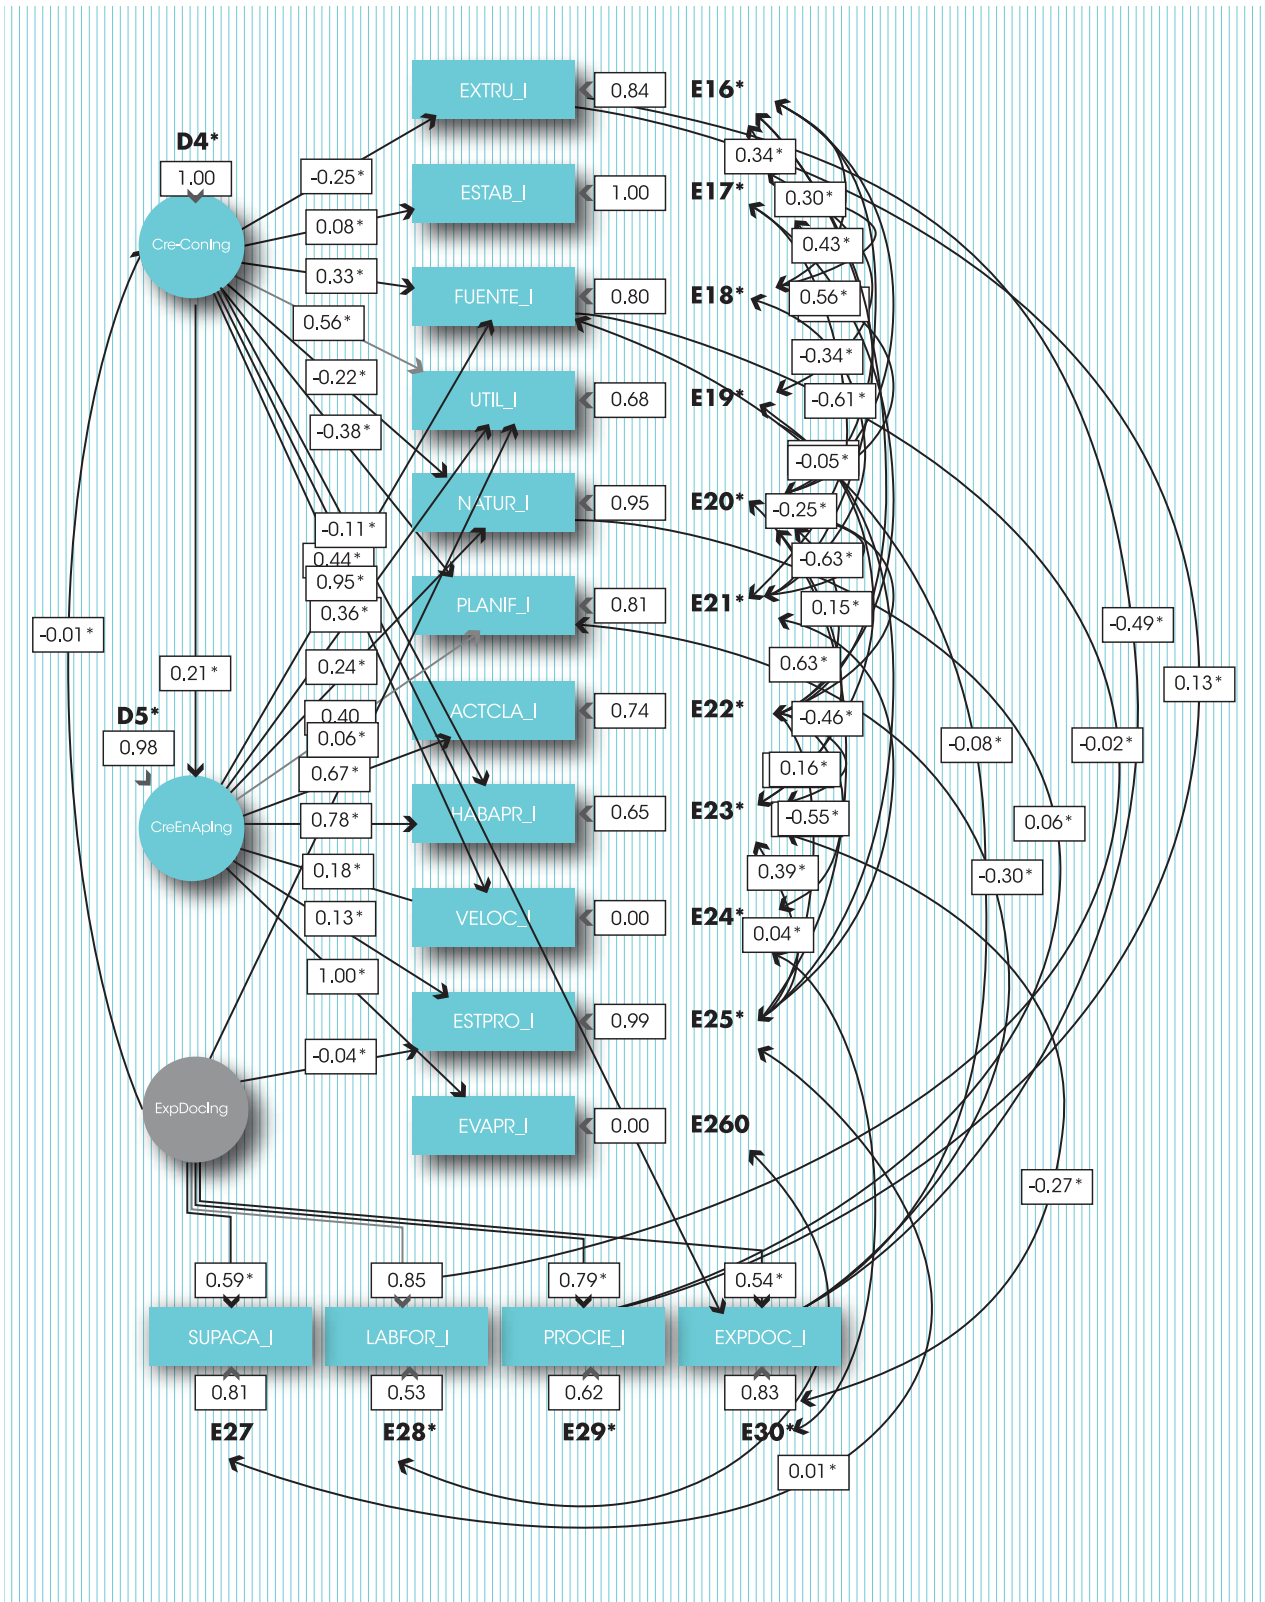 EXTRU_I
0.84
E16*
D4*
1.00
0.34*
-0.25*
ESTAB_I
1.00
E17*
0.30*
0.08*
Cre-ConIng
0.43*
0.33*
FUENTE_I
0.80
E18*
0.56*
0.56*
-0.34*
-0.22*
UTIL_I
0.68
E19*
-0.61*
-0.38*
-0.05*
NATUR_I
0.95
E20*
-0.25*
-0.11*
0.44*
-0.63*
0.95*
PLANIF_I
0.81
E21*
0.15*
0.36*
-0.49*
-0.01*
0.24*
0.63*
0.21*
0.13*
0.40
ACTCLA_I
0.74
E22*
-0.46*
D5*
0.06*
-0.08*
-0.02*
0.98
0.67*
0.16*
HABAPR_I
0.65
E23*
-0.55*
0.06*
0.78*
CreEnApIng
0.18*
0.39*
-0.30*
0.13*
VELOC_I
0.00
E24*
0.04*
1.00*
ESTPRO_I
0.99
E25*
-0.04*
ExpDocIng
EVAPR_I
0.00
E260
-0.27*
0.59*
0.85
0.79*
0.54*
SUPACA_I
LABFOR_I
PROCIE_I
EXPDOC_I
0.81
0.53
0.62
0.83
E27
E28*
E29*
E30*
0.01*